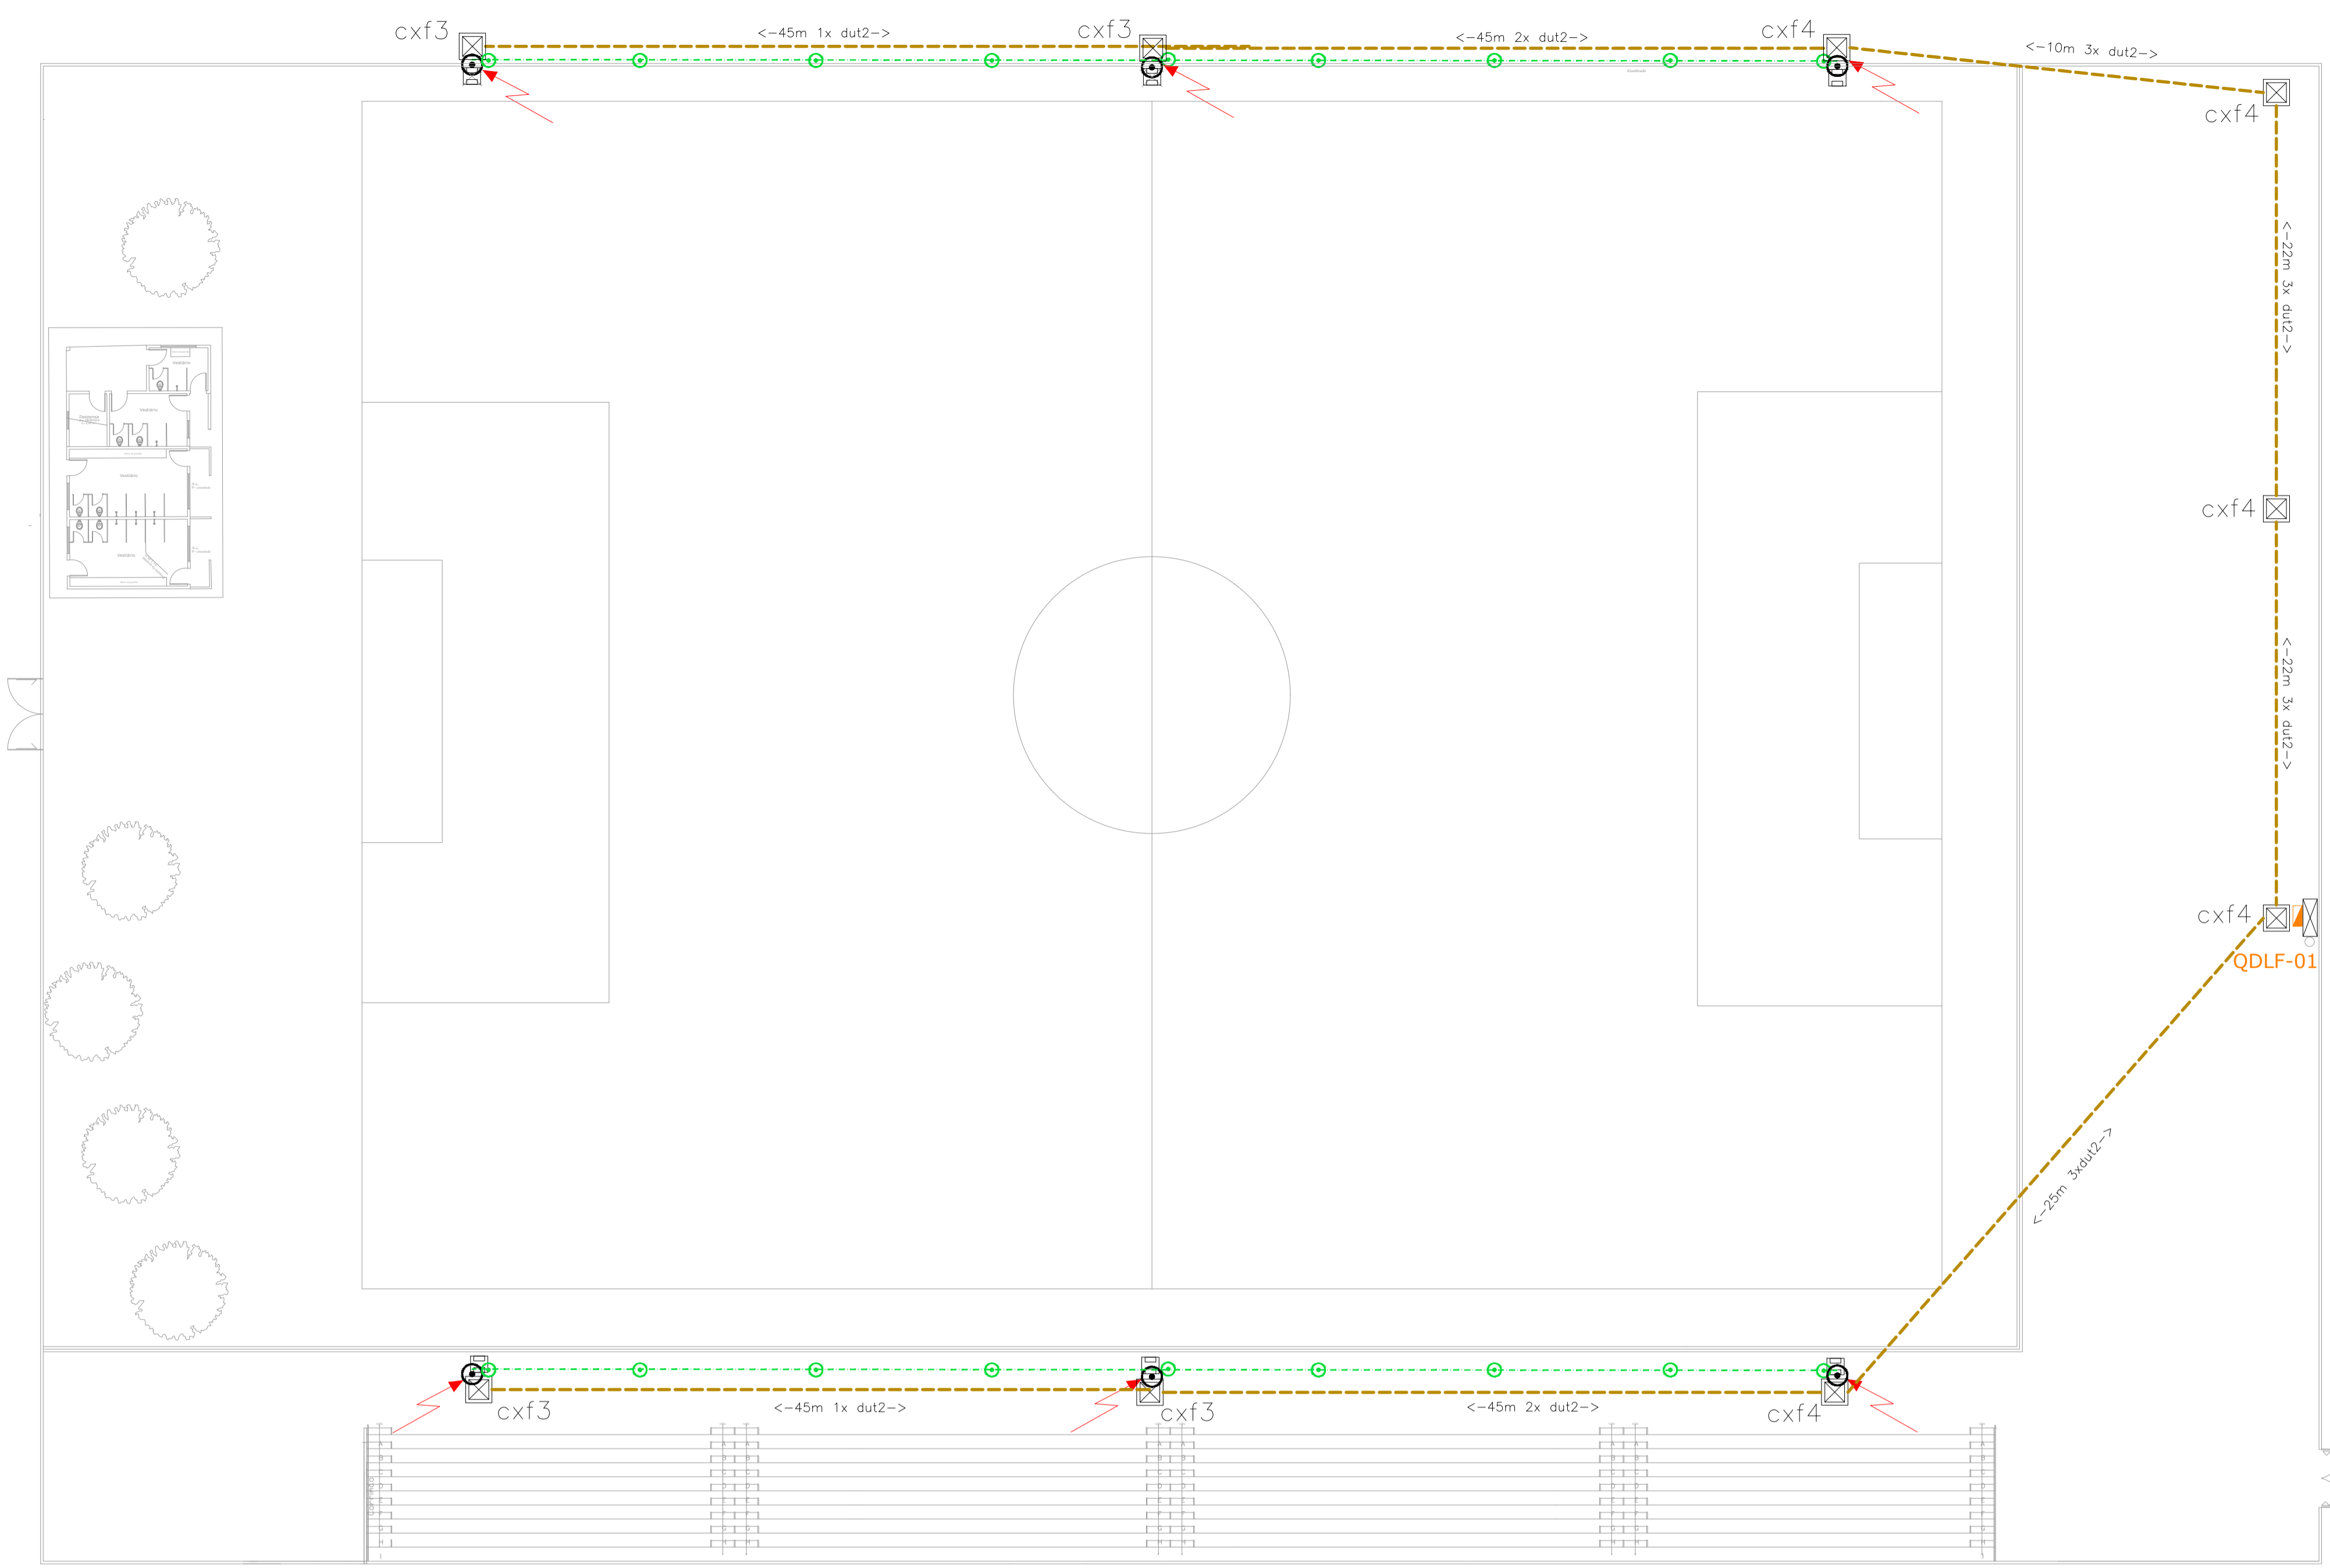 cxf3
<-45m 1x dut2->
cxf3
<-45m 2x dut2->
cxf4
<-10m 3x dut2->
cxf4
<-22m 3x dut2->
cxf4
<-22m 3x dut2->
cxf4
QDLF-01
<-25m 3xdut2->
cxf3
<-45m 1x dut2->
cxf3
<-45m 2x dut2->
cxf4
A A A A A A A A
B B B B B B B B
C C C C C C C C
D D D D D D D D
E E E E E E E E
F F F F F F F F
G G G G G G G G
H H H H H H H H